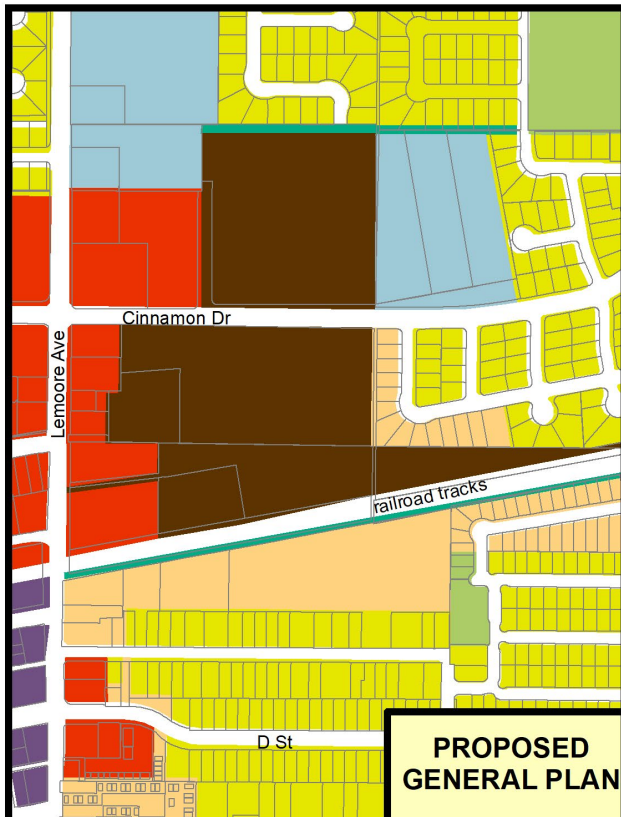 Cinnamon Dr
Lemoore Ave
railroad tracks
D St
PROPOSED
GENERAL PLAN